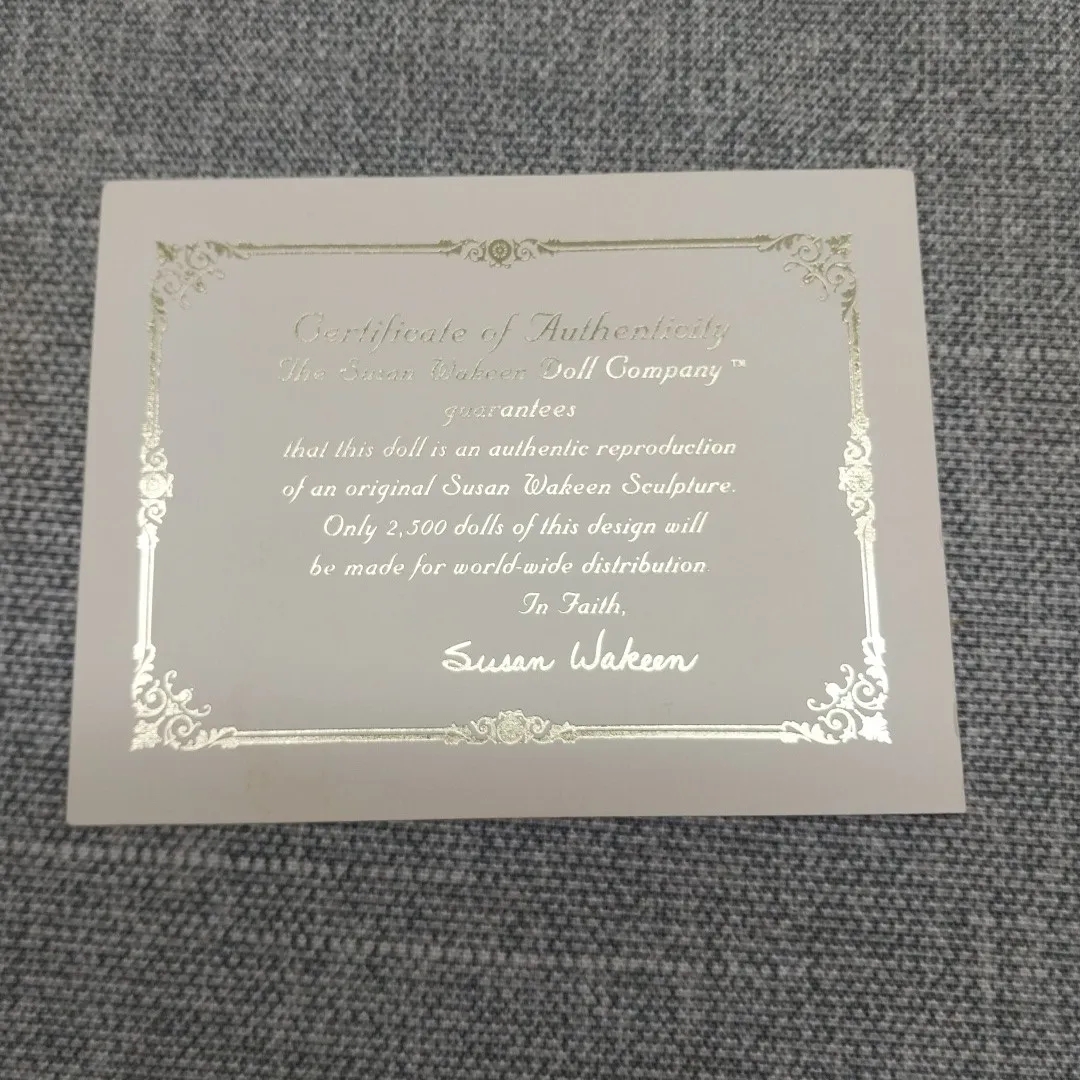 Certificate of Authenticity
The Susan Wakeen Doll Company™
guarantees
that this doll is an authentic reproduction
of an original Susan Wakeen Sculpture.
Only 2,500 dolls of this design will
be made for world-wide distribution.
In Faith,
Susan Wakeen